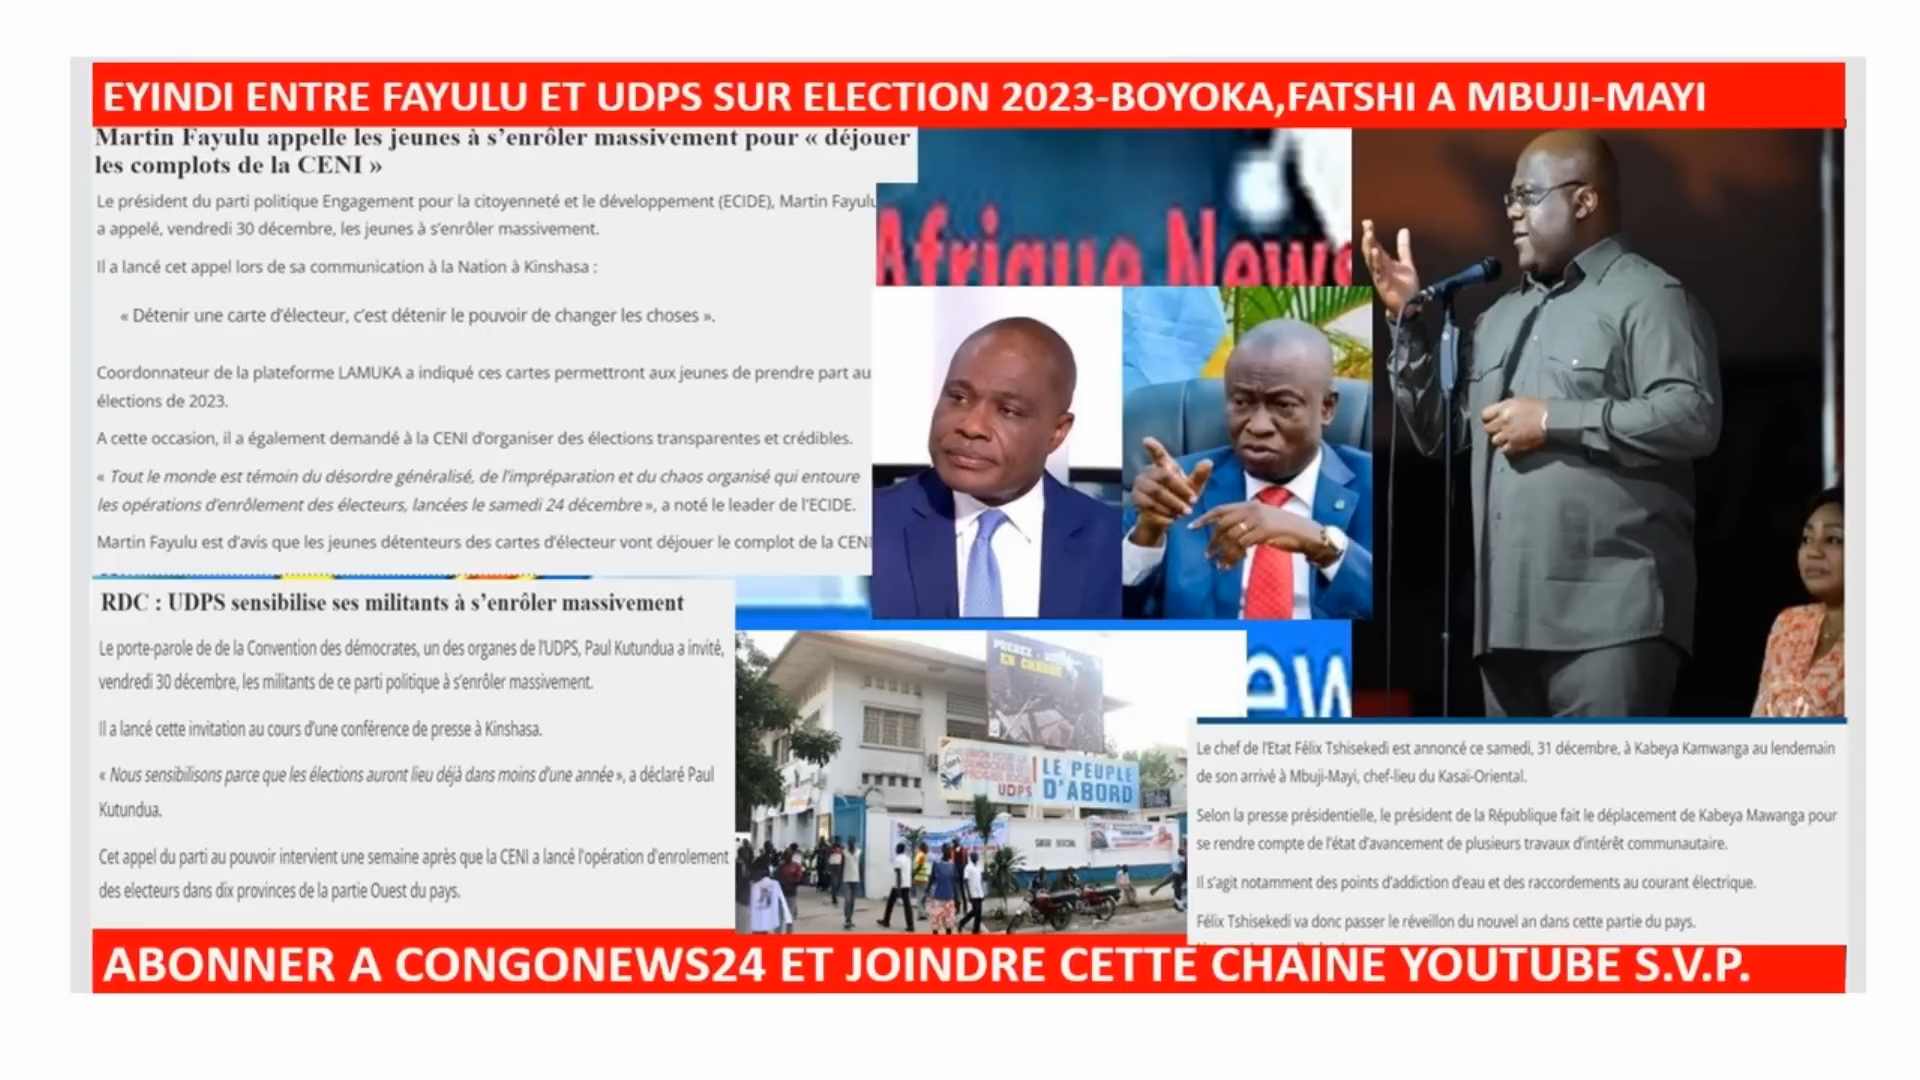 EYINDI ENTRE FAYULU ET UDPS SUR ELECTION 2023-BOYOKA,FATSHI A MBUJI-MAYI
Martin Fayulu appelle les jeunes à s'enrôler massivement pour « déjouer
les complots de la CENI »
Le président du parti politique Engagement pour la citoyenneté et le développement (ECIDE), Martin Fayulu
a appelé, vendredi 30 décembre, les jeunes à s'enrôler massivement.
Il a lancé cet appel lors de sa communication à la Nation à Kinshasa :
« Détenir une carte d'électeur, c'est détenir le pouvoir de changer les choses ».
Coordonnateur de la plateforme LAMUKA a indiqué ces cartes permettront aux jeunes de prendre part au
élections de 2023.
A cette occasion, il a également demandé à la CENI d'organiser des élections transparentes et crédibles.
« Tout le monde est témoin du désordre généralisé, de l'impréparation et du chaos organisé qui entoure
les opérations d'enrôlement des électeurs, lancées le samedi 24 décembre », a noté le leader de l'ECIDE.
Martin Fayulu est d'avis que les jeunes détenteurs des cartes d'électeur vont déjouer le complot de la CENI
Afrique News
RDC : UDPS sensibilise ses militants à s'enrôler massivement
Le porte-parole de de la Convention des démocrates, un des organes de l'UDPS, Paul Kutundua a invité,
vendredi 30 décembre, les militants de ce parti politique à s'enrôler massivement.
Il a lancé cette invitation au cours d'une conférence de presse à Kinshasa.
« Nous sensibilisons parce que les élections auront lieu déjà dans moins d'une année », a déclaré Paul
Kutundua.
Cet appel du parti au pouvoir intervient une semaine après que la CENI a lancé l'opération d'enrolement
des electeurs dans dix provinces de la partie Ouest du pays.
ew
UNION POUR LA
DEMOCRATIE ET LE
PROGRES SOCIAL
UDPS
LE PEUPLE
D'ABORD
Le chef de l'Etat Félix Tshisekedi est annoncé ce samedi, 31 décembre, à Kabeya Kamwanga au lendemain
de son arrivé à Mbuji-Mayi, chef-lieu du Kasaï-Oriental.
Selon la presse présidentielle, le président de la République fait le déplacement de Kabeya Mawanga pour
se rendre compte de l'état d'avancement de plusieurs travaux d'intérêt communautaire.
Il s'agit notamment des points d'addiction d'eau et des raccordements au courant électrique.
Félix Tshisekedi va donc passer le réveillon du nouvel an dans cette partie du pays.
ABONNER A CONGONEWS24 ET JOINDRE CETTE CHAINE YOUTUBE S.V.P.